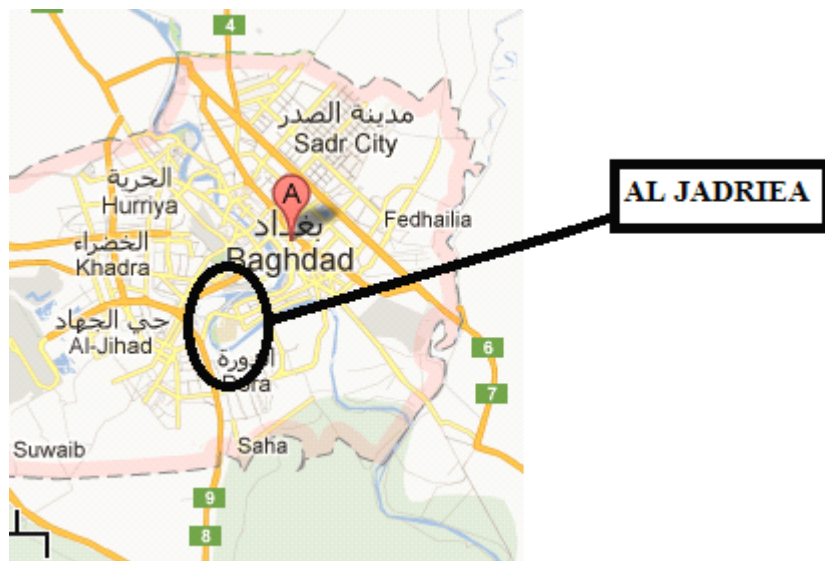 4
مدينة الصدر
Sadr City
A
AL JADRIEA
الحرية
Hurriya
بغداد
Fedhailia
الخضراء
Khadra
Baghdad
حي الجهاد
Al-Jihad
6
الدورة
Dora
7
Suwaib
Saha
9
8